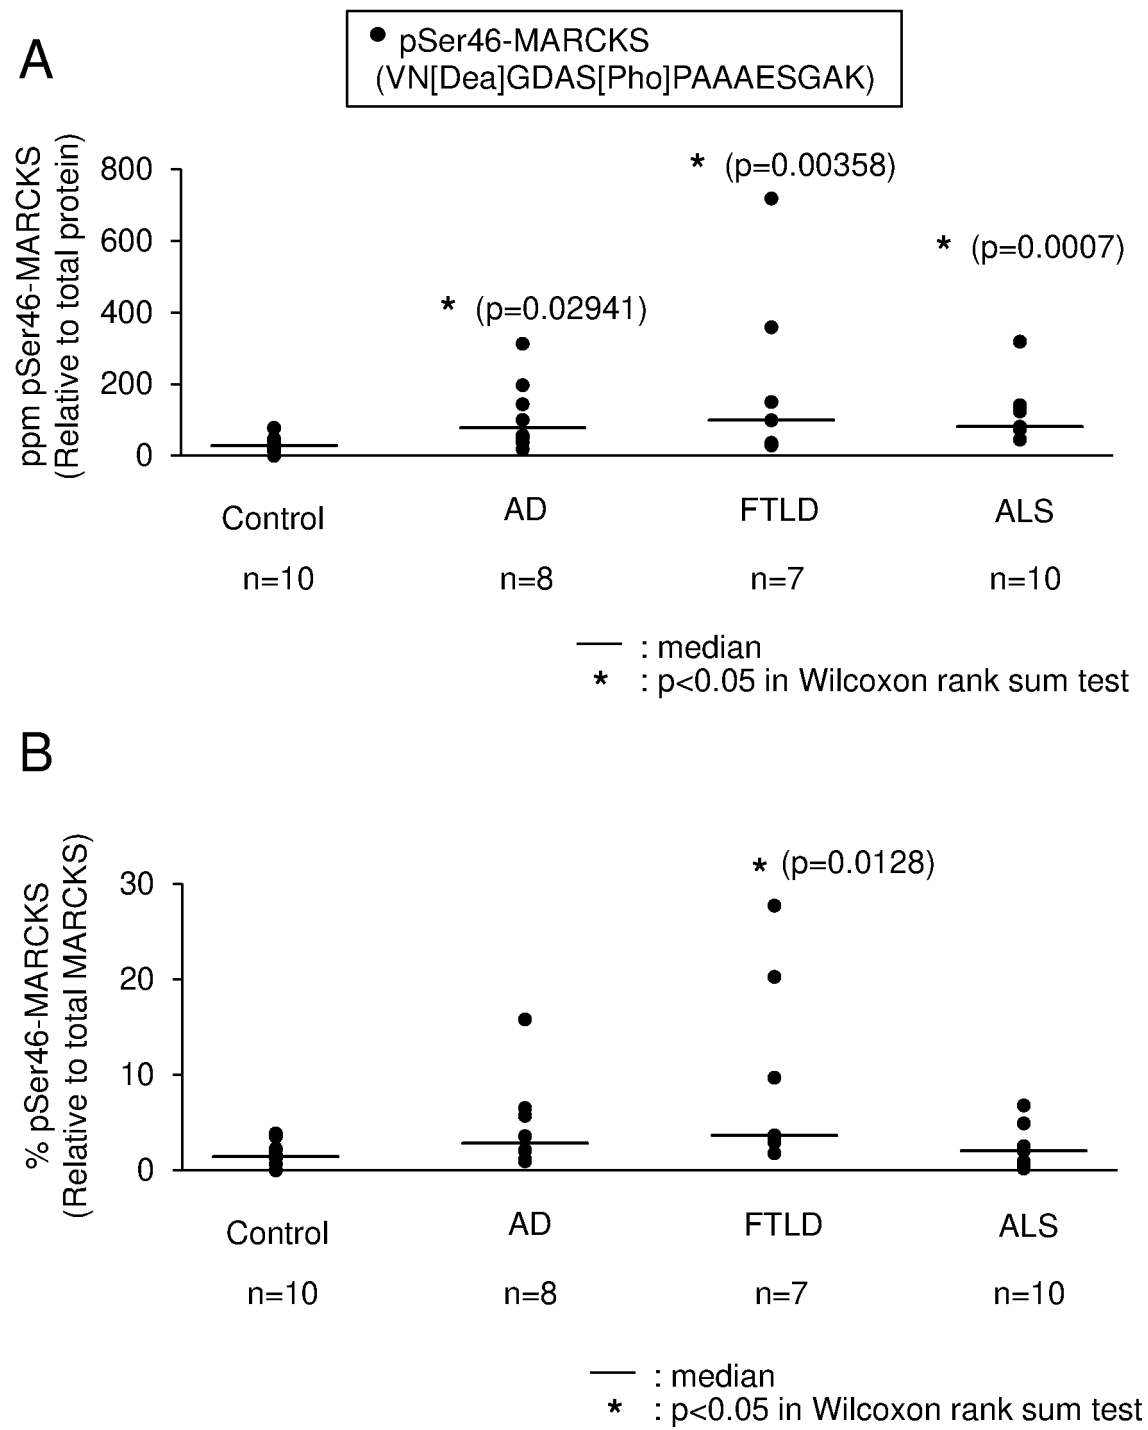 A
● pSer46-MARCKS
(VN[Dea]GDAS[Pho]PAAAESGAK)
ppm pSer46-MARCKS
(Relative to total protein)
800
600
400
200
0
* (p=0.02941)
* (p=0.00358)
* (p=0.0007)
Control AD FTLD ALS
n=10 n=8 n=7 n=10
: median
* : p<0.05 in Wilcoxon rank sum test
B
% pSer46-MARCKS
(Relative to total MARCKS)
30
20
10
0
* (p=0.0128)
Control AD FTLD ALS
n=10 n=8 n=7 n=10
: median
* : p<0.05 in Wilcoxon rank sum test